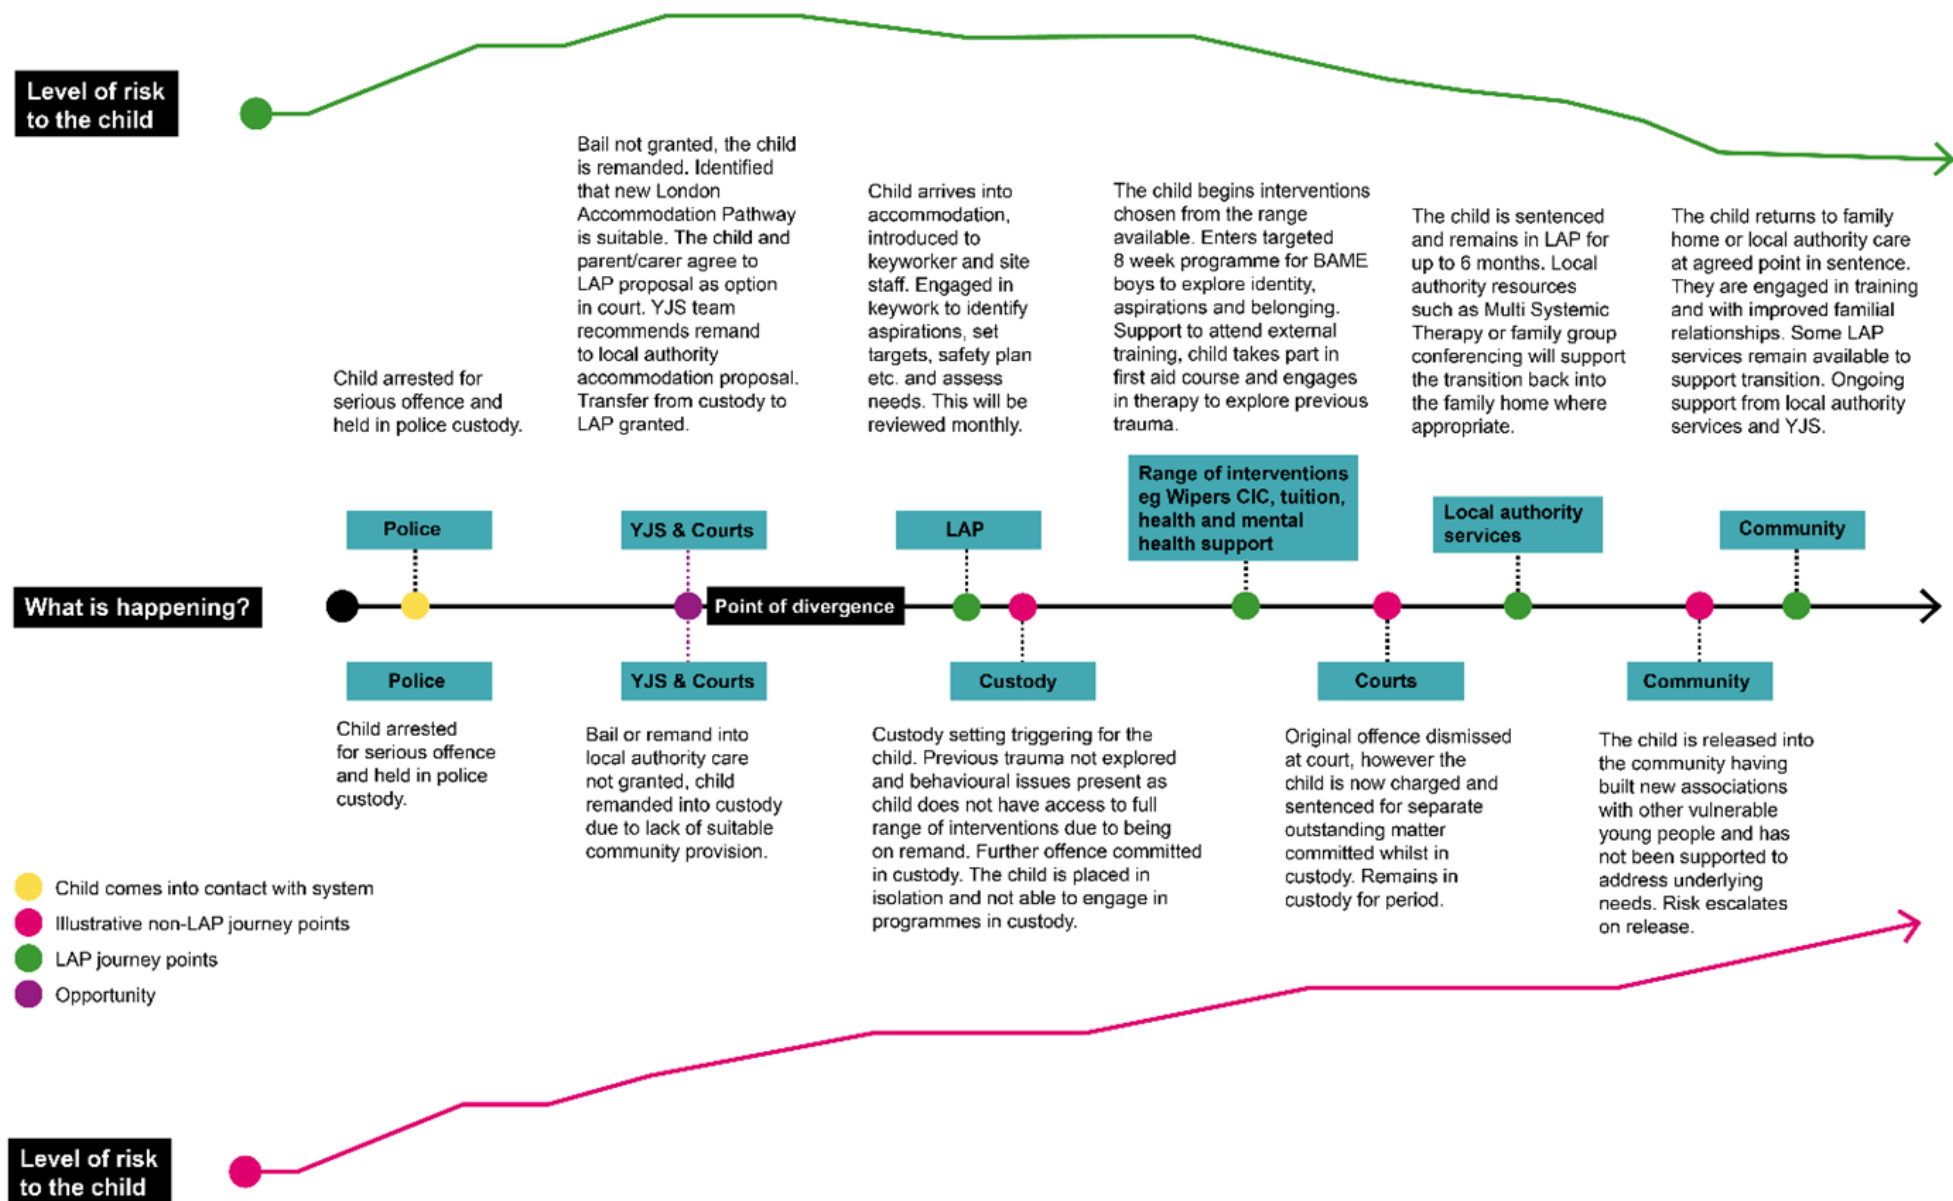 Level of risk
to the child
Child arrested for
serious offence and
held in police custody.
Bail not granted, the child
is remanded. Identified
that new London
Accommodation Pathway
is suitable. The child and
parent/carer agree to
LAP proposal as option
in court. YJS team
recommends remand
to local authority
accommodation proposal.
Transfer from custody to
LAP granted.
Child arrives into
accommodation,
introduced to
keyworker and site
staff. Engaged in
keywork to identify
aspirations, set
targets, safety plan
etc. and assess
needs. This will be
reviewed monthly.
The child begins interventions
chosen from the range
available. Enters targeted
8 week programme for BAME
boys to explore identity,
aspirations and belonging.
Support to attend external
training, child takes part in
first aid course and engages
in therapy to explore previous
trauma.
The child is sentenced
and remains in LAP for
up to 6 months. Local
authority resources
such as Multi Systemic
Therapy or family group
conferencing will support
the transition back into
the family home where
appropriate.
The child returns to family
home or local authority care
at agreed point in sentence.
They are engaged in training
and with improved familial
relationships. Some LAP
services remain available to
support transition. Ongoing
support from local authority
services and YJS.
Police
YJS & Courts
LAP
Range of interventions
eg Wipers CIC, tuition,
health and mental
health support
Local authority
services
Community
What is happening?
Point of divergence
Police
YJS & Courts
Custody
Courts
Community
Child arrested
for serious offence
and held in police
custody.
Bail or remand into
local authority care
not granted, child
remanded into custody
due to lack of suitable
community provision.
Custody setting triggering for the
child. Previous trauma not explored
and behavioural issues present as
child does not have access to full
range of interventions due to being
on remand. Further offence committed
in custody. The child is placed in
isolation and not able to engage in
programmes in custody.
Original offence dismissed
at court, however the
child is now charged and
sentenced for separate
outstanding matter
committed whilst in
custody. Remains in
custody for period.
The child is released into
the community having
built new associations
with other vulnerable
young people and has
not been supported to
address underlying
needs. Risk escalates
on release.
Child comes into contact with system
Illustrative non-LAP journey points
LAP journey points
Opportunity
Level of risk
to the child